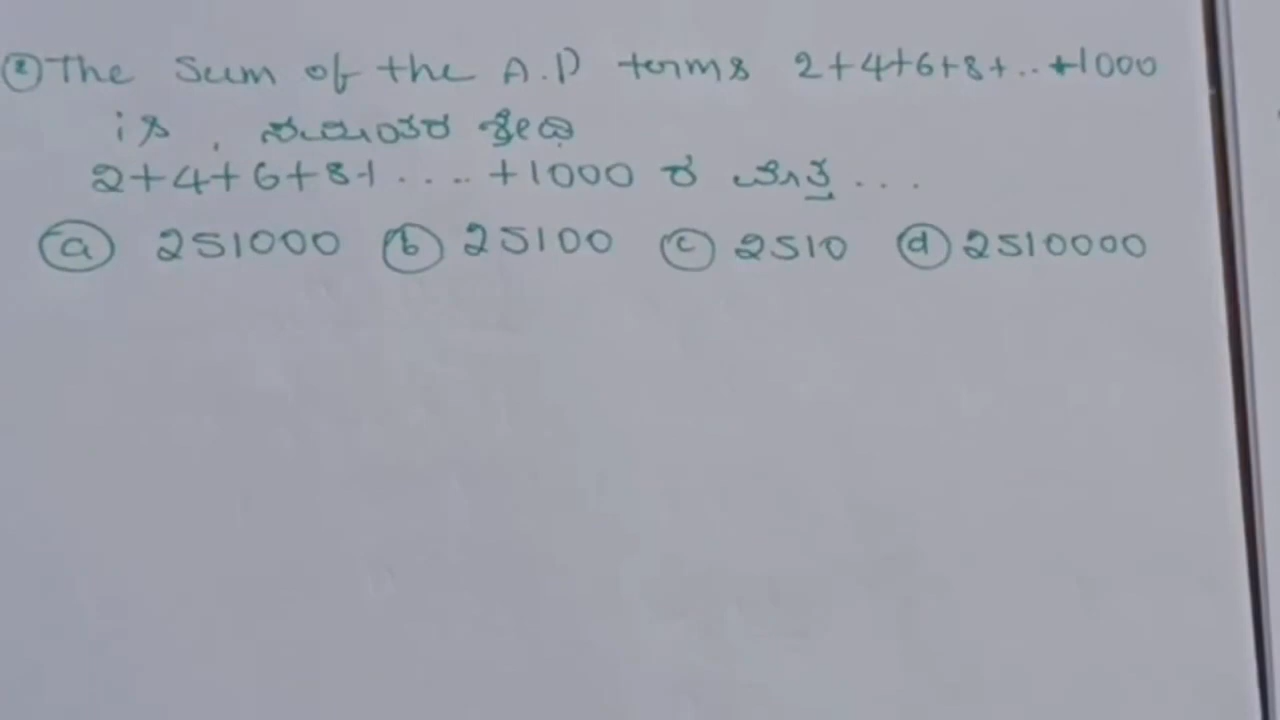 ② The Sum of the A.P terms 2+4+6+8+...+1000
is, ಸಮಾಂತರ ಶ್ರೇಢಿ
2+4+6+8+.....+1000 ರ ಮೊತ್ತ...
ⓐ 251000 ⓑ 25100 ⓒ 2510 ⓓ 2510000